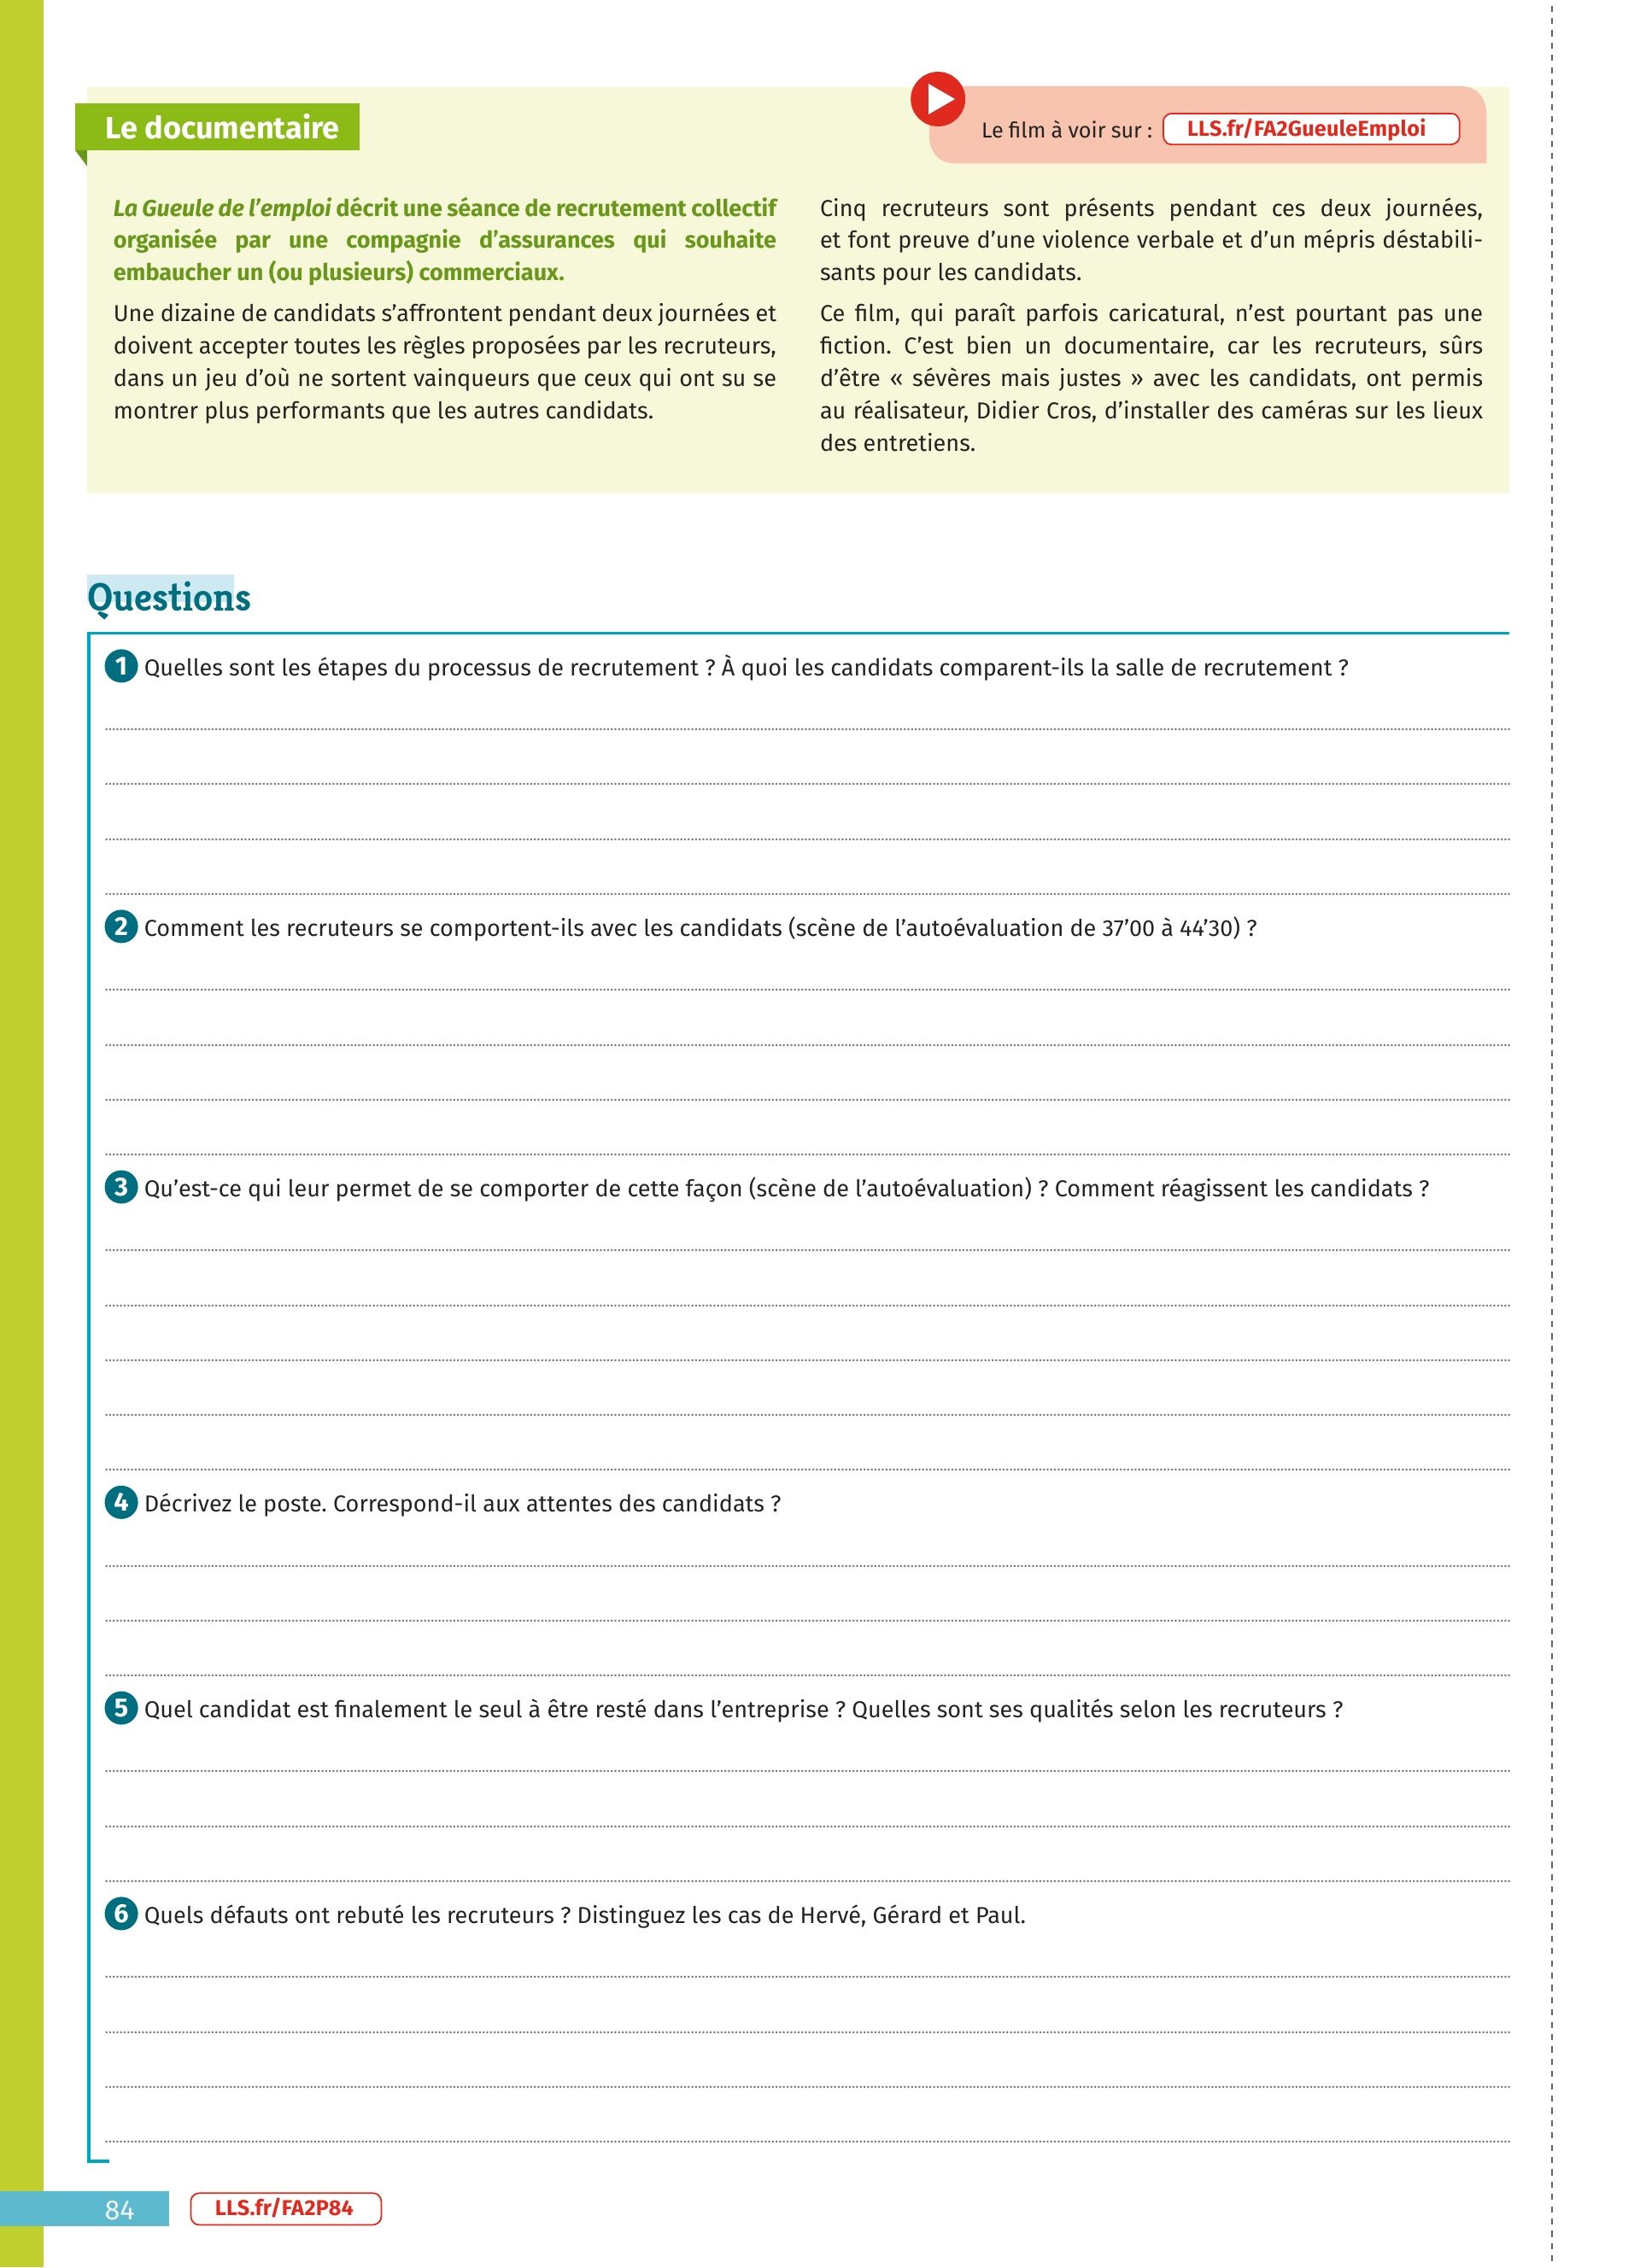 Le documentaire
Le film à voir sur :
LLS.fr/FA2GueuleEmploi
La Gueule de l'emploi décrit une séance de recrutement collectif
organisée par une compagnie d'assurances qui souhaite
embaucher un (ou plusieurs) commerciaux.
Une dizaine de candidats s'affrontent pendant deux journées et
doivent accepter toutes les règles proposées par les recruteurs,
dans un jeu d'où ne sortent vainqueurs que ceux qui ont su se
montrer plus performants que les autres candidats.
Cinq recruteurs sont présents pendant ces deux journées,
et font preuve d'une violence verbale et d'un mépris déstabili-
sants pour les candidats.
Ce film, qui paraît parfois caricatural, n'est pourtant pas une
fiction. C'est bien un documentaire, car les recruteurs, sûrs
d'être « sévères mais justes » avec les candidats, ont permis
au réalisateur, Didier Cros, d'installer des caméras sur les lieux
des entretiens.
Questions
1 Quelles sont les étapes du processus de recrutement ? À quoi les candidats comparent-ils la salle de recrutement ?
2 Comment les recruteurs se comportent-ils avec les candidats (scène de l'autoévaluation de 37'00 à 44'30) ?
3 Qu'est-ce qui leur permet de se comporter de cette façon (scène de l'autoévaluation) ? Comment réagissent les candidats ?
4 Décrivez le poste. Correspond-il aux attentes des candidats ?
5 Quel candidat est finalement le seul à être resté dans l'entreprise ? Quelles sont ses qualités selon les recruteurs ?
6 Quels défauts ont rebuté les recruteurs ? Distinguez les cas de Hervé, Gérard et Paul.
84
LLS.fr/FA2P84